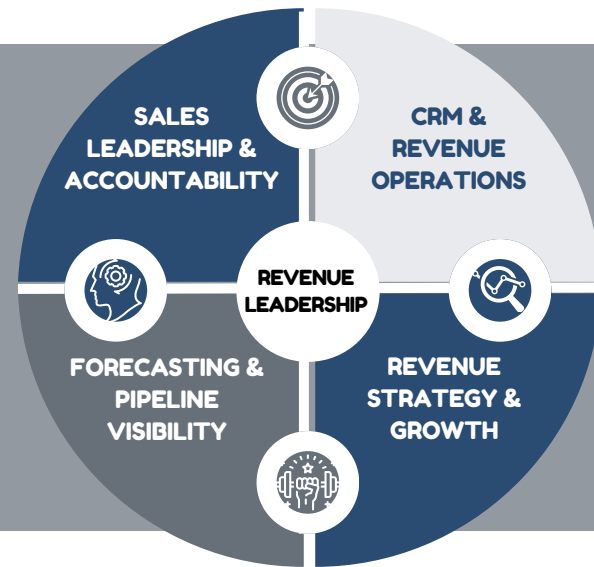 SALES
LEADERSHIP &
ACCOUNTABILITY
CRM &
REVENUE
OPERATIONS
REVENUE
LEADERSHIP
FORECASTING &
PIPELINE
VISIBILITY
REVENUE
STRATEGY &
GROWTH